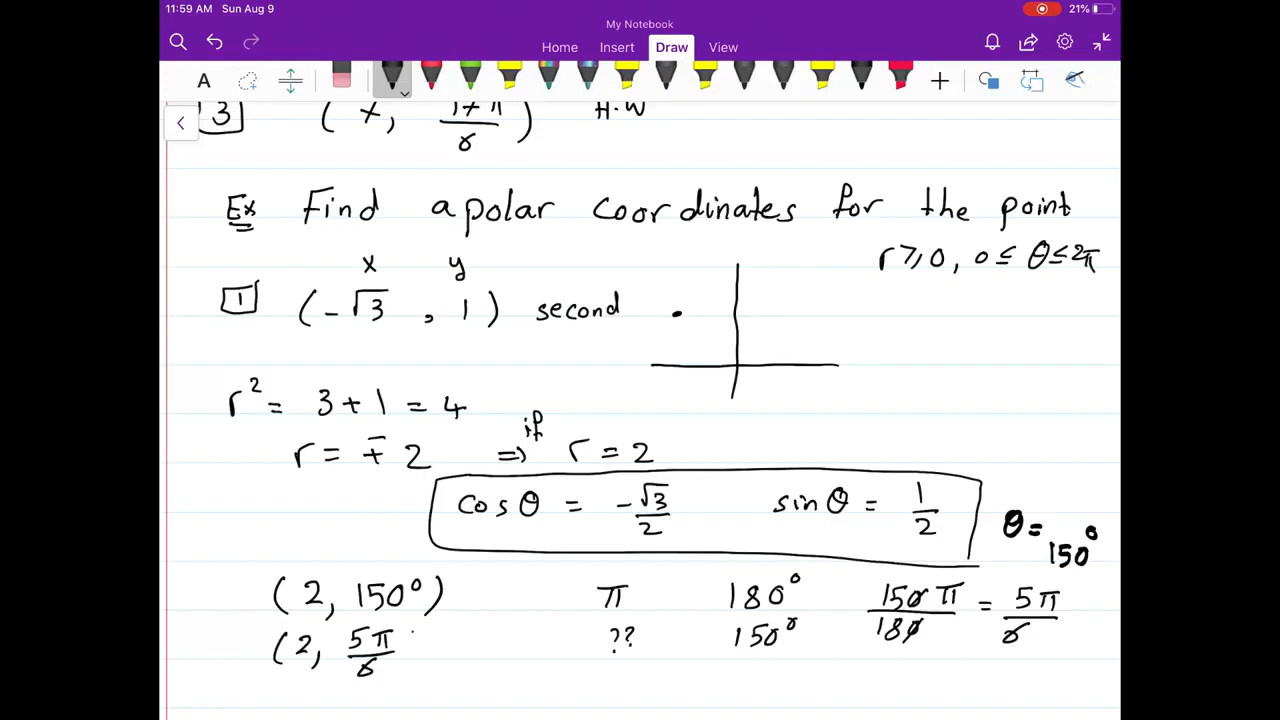 11:59 AM Sun Aug 9 21%
My Notebook
Home Insert Draw View
A
3 H.W
Ex Find a polar coordinates for the point
r ≥ 0, 0 ≤ θ ≤ 2π
x y
1 (-√3 , 1) second
r² = 3 + 1 = 4
r = ∓ 2 ⇒ if r = 2
cos θ = -√3/2 sin θ = 1/2
θ = 150°
(2, 150°) π 180° 150π/180 = 5π/6
(2, 5π/6 ?? 150°